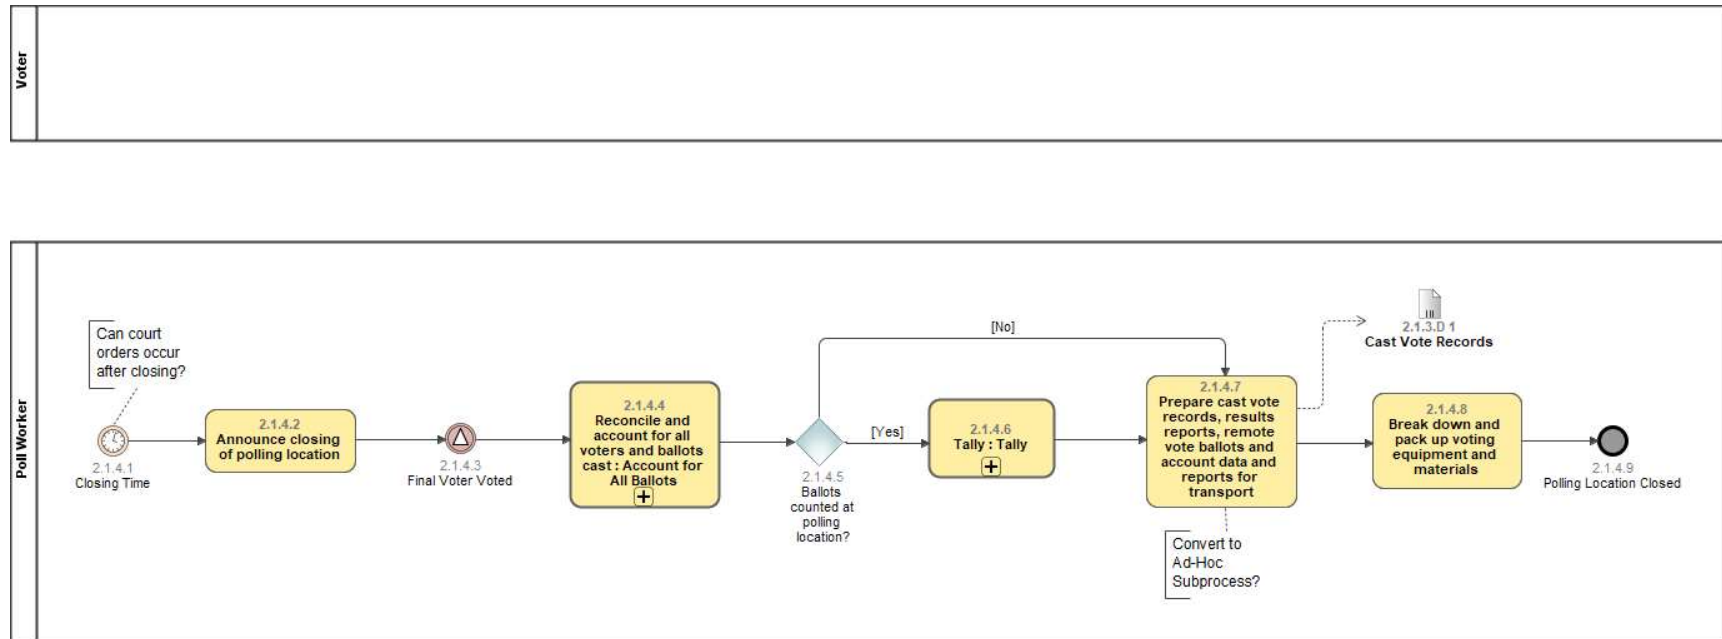 Voter
Poll Worker
Can court
orders occur
after closing?
2.1.4.1
Closing Time
2.1.4.2
Announce closing
of polling location
2.1.4.3
Final Voter Voted
2.1.4.4
Reconcile and
account for all
voters and ballots
cast : Account for
All Ballots
2.1.4.5
Ballots
counted at
polling
location?
[No]
[Yes]
2.1.4.6
Tally : Tally
2.1.4.7
Prepare cast vote
records, results
reports, remote
vote ballots and
account data and
reports for
transport
Convert to
Ad-Hoc
Subprocess?
2.1.3.D 1
Cast Vote Records
2.1.4.8
Break down and
pack up voting
equipment and
materials
2.1.4.9
Polling Location Closed